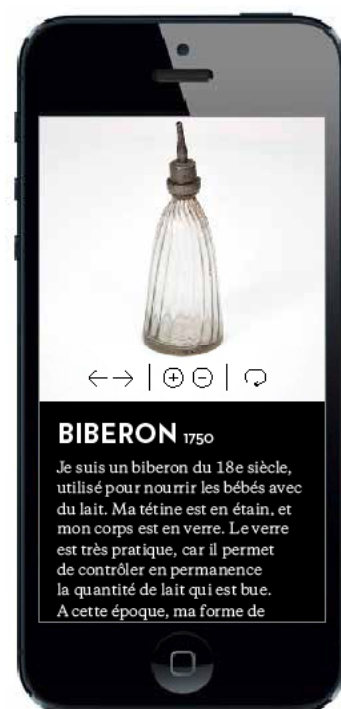 BIBERON 1750
Je suis un biberon du 18e siècle,
utilisé pour nourrir les bébés avec
du lait. Ma tétine est en étain, et
mon corps est en verre. Le verre
est très pratique, car il permet
de contrôler en permanence
la quantité de lait qui est bue.
A cette époque, ma forme de